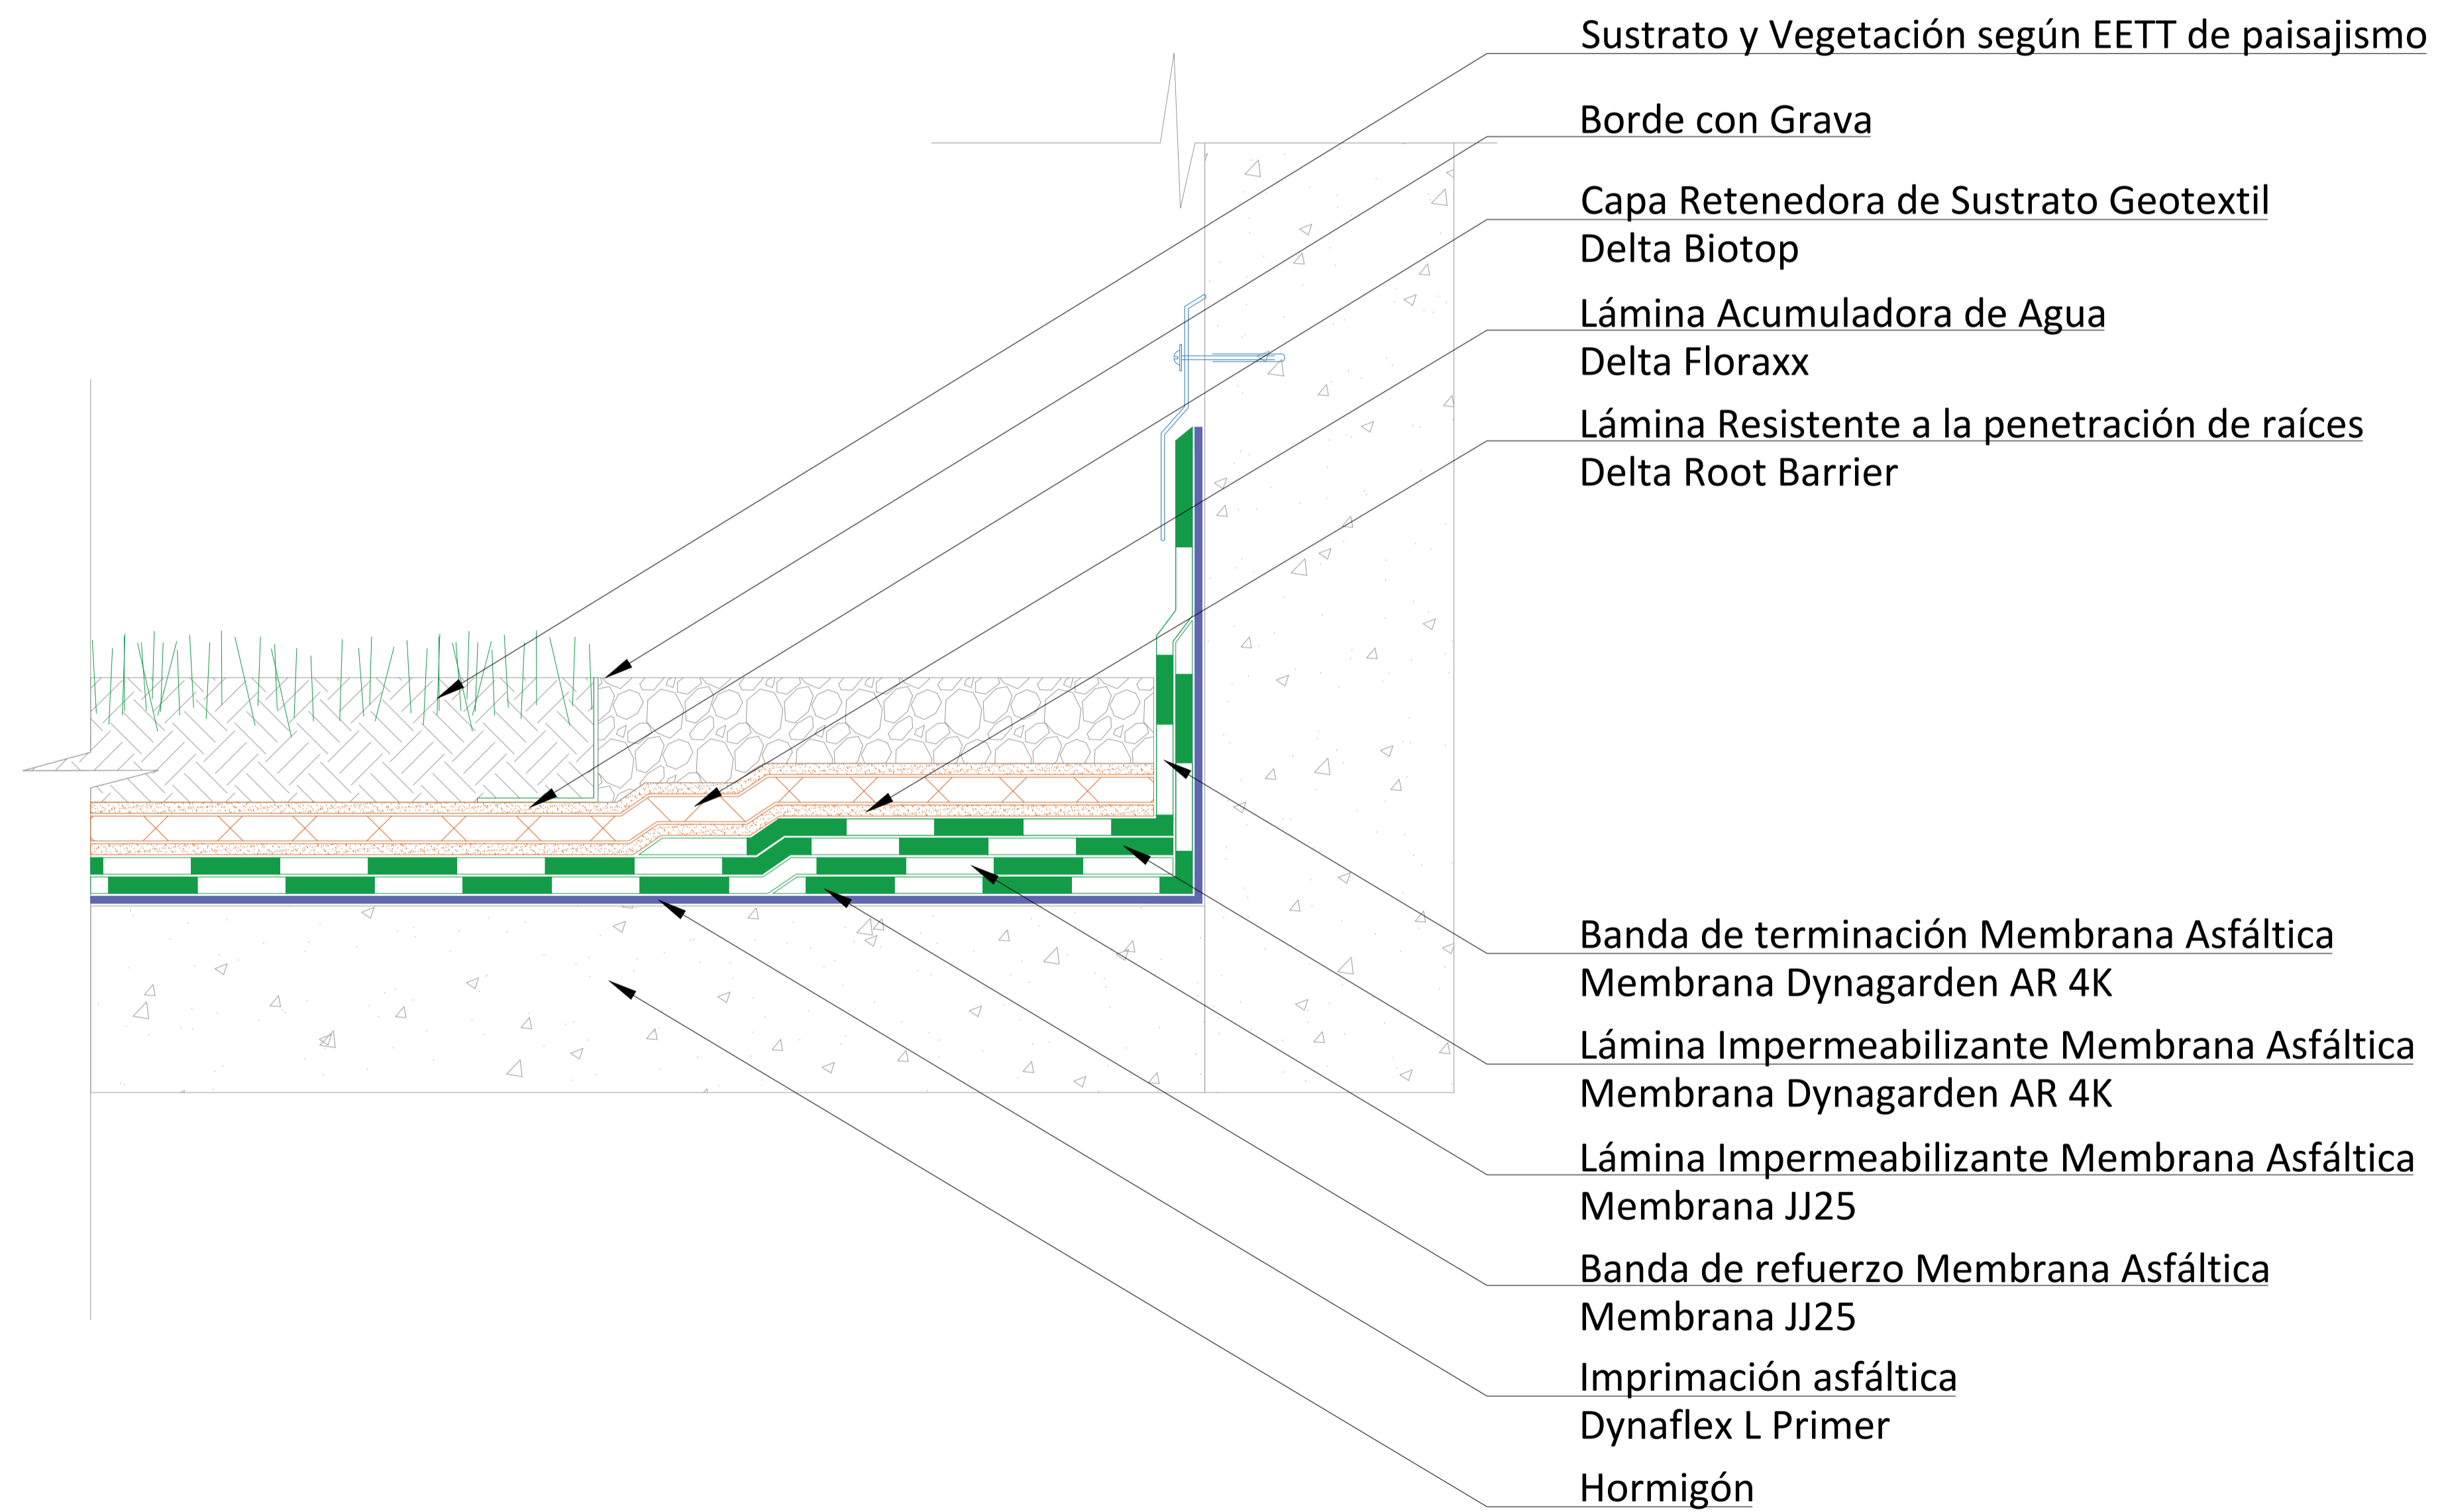 Sustrato y Vegetación según EETT de paisajismo
Borde con Grava
Capa Retenedora de Sustrato Geotextil
Delta Biotop
Lámina Acumuladora de Agua
Delta Floraxx
Lámina Resistente a la penetración de raíces
Delta Root Barrier
Banda de terminación Membrana Asfáltica
Membrana Dynagarden AR 4K
Lámina Impermeabilizante Membrana Asfáltica
Membrana Dynagarden AR 4K
Lámina Impermeabilizante Membrana Asfáltica
Membrana JJ25
Banda de refuerzo Membrana Asfáltica
Membrana JJ25
Imprimación asfáltica
Dynaflex L Primer
Hormigón